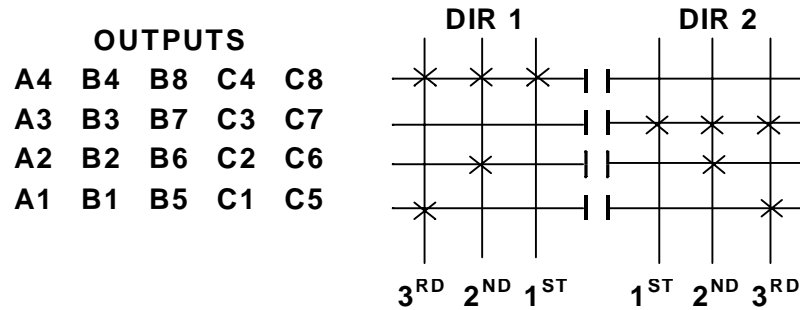 DIR 1 DIR 2
OUTPUTS
A4 B4 B8 C4 C8
A3 B3 B7 C3 C7
A2 B2 B6 C2 C6
A1 B1 B5 C1 C5
3RD 2ND 1ST 1ST 2ND 3RD